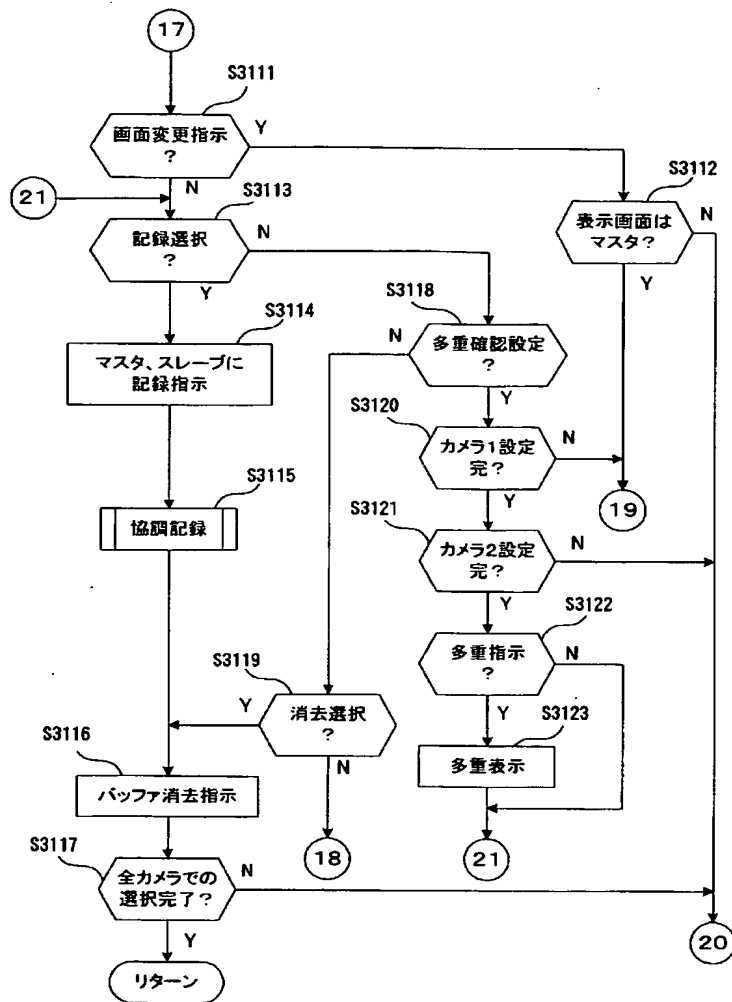 17
S3111
画面変更指示
?
Y
N
21
S3113
記録選択
?
N
Y
S3112
表示画面は
マスタ?
N
Y
S3114
マスタ、スレーブに
記録指示
S3118
多重確認設定
?
N
Y
S3120
カメラ1設定
完?
N
Y
19
S3115
協調記録
S3121
カメラ2設定
完?
N
Y
S3122
多重指示
?
N
Y
S3119
消去選択
?
Y
N
S3123
多重表示
S3116
バッファ消去指示
18
21
S3117
全カメラでの
選択完了?
N
Y
20
リターン